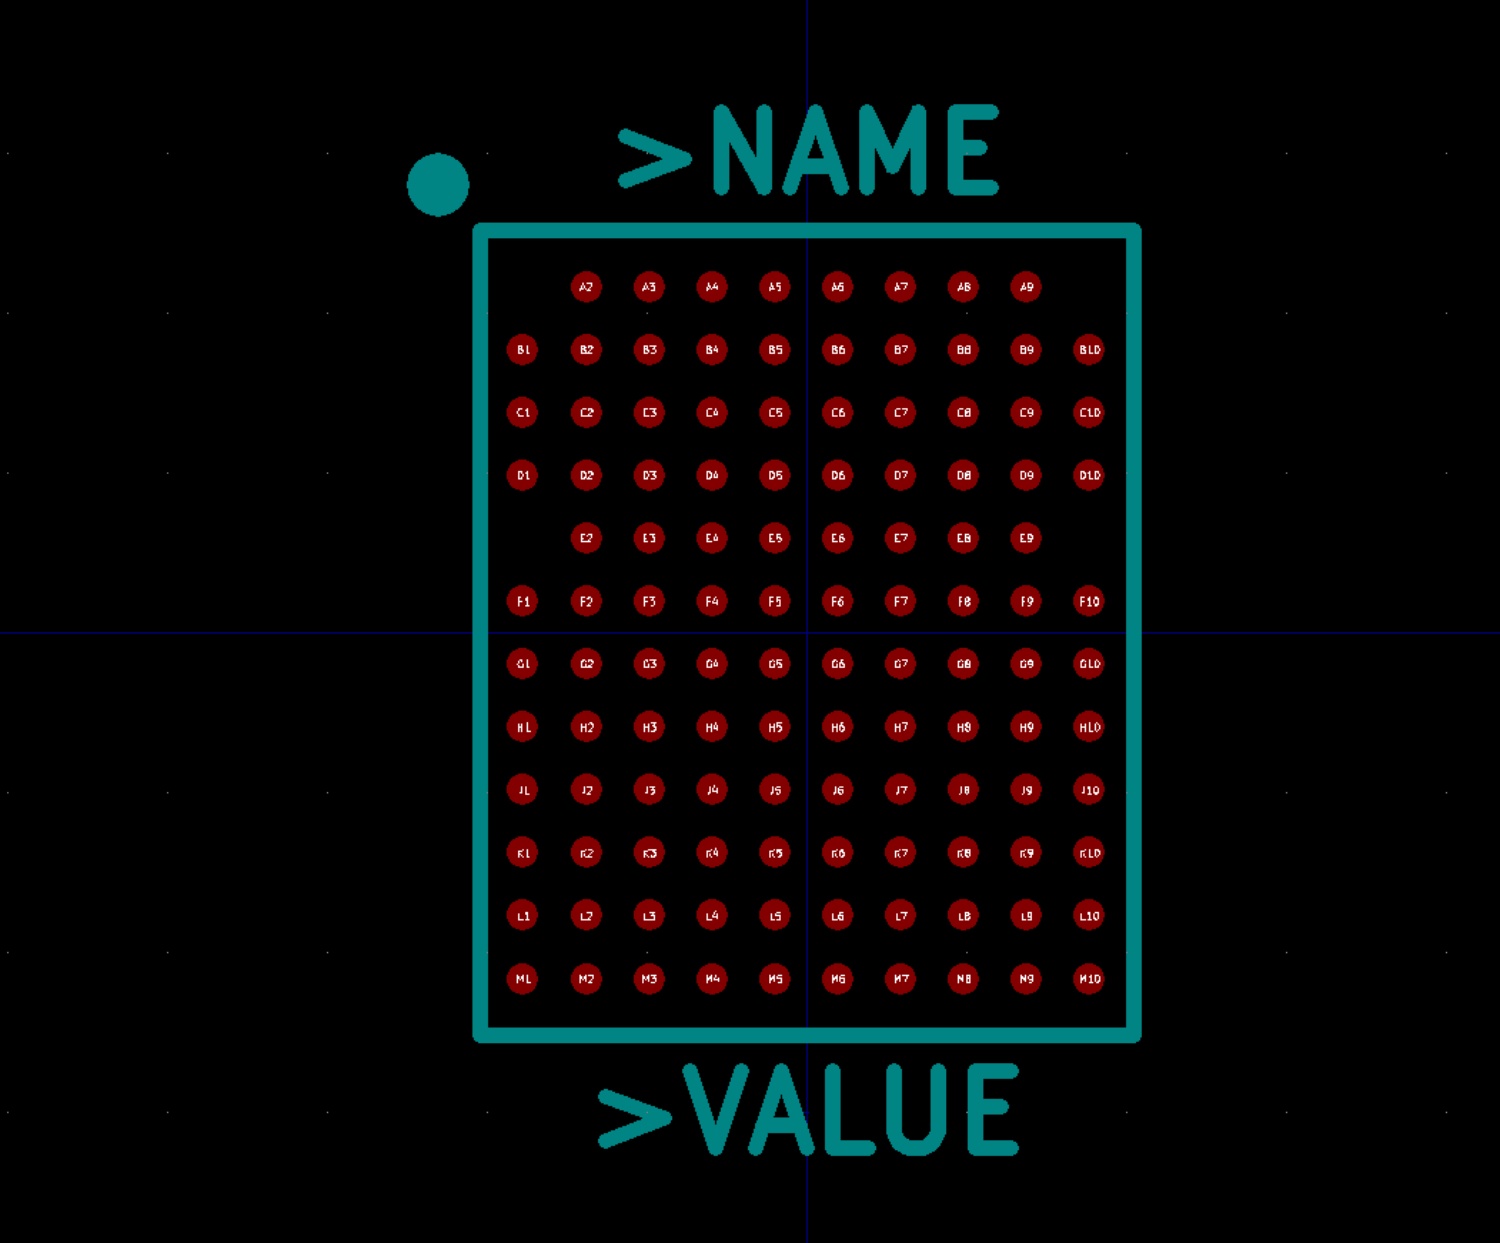 >NAME
A2 A3 A4 A5 A6 A7 A8 A9
B1 B2 B3 B4 B5 B6 B7 B8 B9 B10
C1 C2 C3 C4 C5 C6 C7 C8 C9 C10
D1 D2 D3 D4 D5 D6 D7 D8 D9 D10
E2 E3 E4 E5 E6 E7 E8 E9
F1 F2 F3 F4 F5 F6 F7 F8 F9 F10
G1 G2 G3 G4 G5 G6 G7 G8 G9 G10
H1 H2 H3 H4 H5 H6 H7 H8 H9 H10
J1 J2 J3 J4 J5 J6 J7 J8 J9 J10
K1 K2 K3 K4 K5 K6 K7 K8 K9 K10
L1 L2 L3 L4 L5 L6 L7 L8 L9 L10
M1 M2 M3 M4 M5 M6 M7 M8 M9 M10
>VALUE